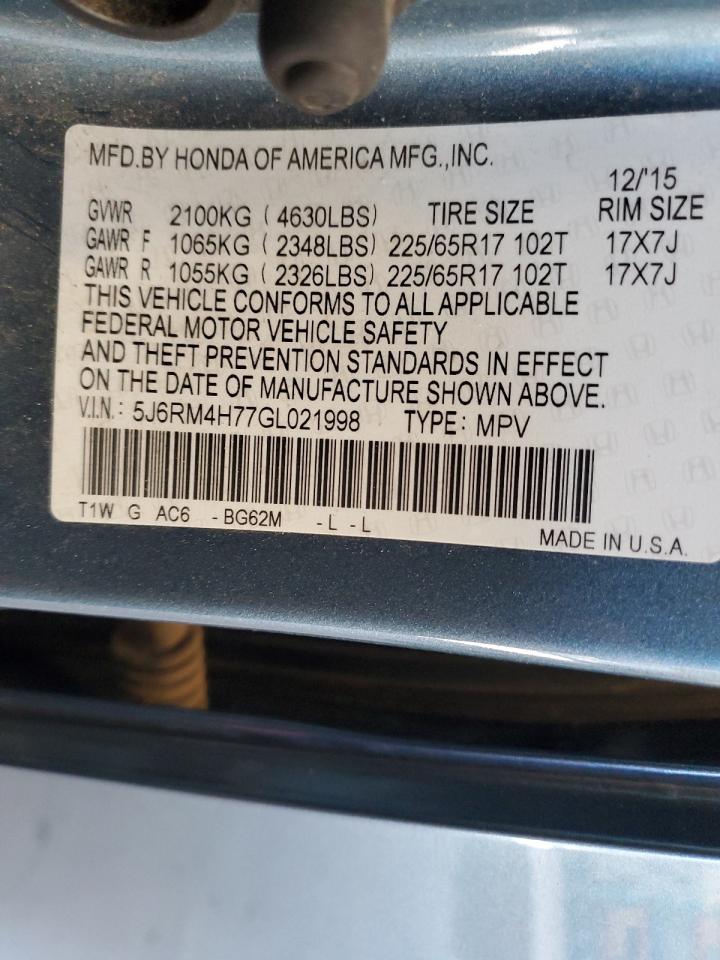 MFD.BY HONDA OF AMERICA MFG.,INC.
12/'15
GVWR 2100KG (4630LBS) TIRE SIZE RIM SIZE
GAWR F 1065KG (2348LBS) 225/65R17 102T 17X7J
GAWR R 1055KG (2326LBS) 225/65R17 102T 17X7J
THIS VEHICLE CONFORMS TO ALL APPLICABLE
FEDERAL MOTOR VEHICLE SAFETY
AND THEFT PREVENTION STANDARDS IN EFFECT
ON THE DATE OF MANUFACTURE SHOWN ABOVE.
V.I.N.: 5J6RM4H77GL021998 TYPE: MPV
T1W G AC6 -BG62M -L -L
MADE IN U.S.A.